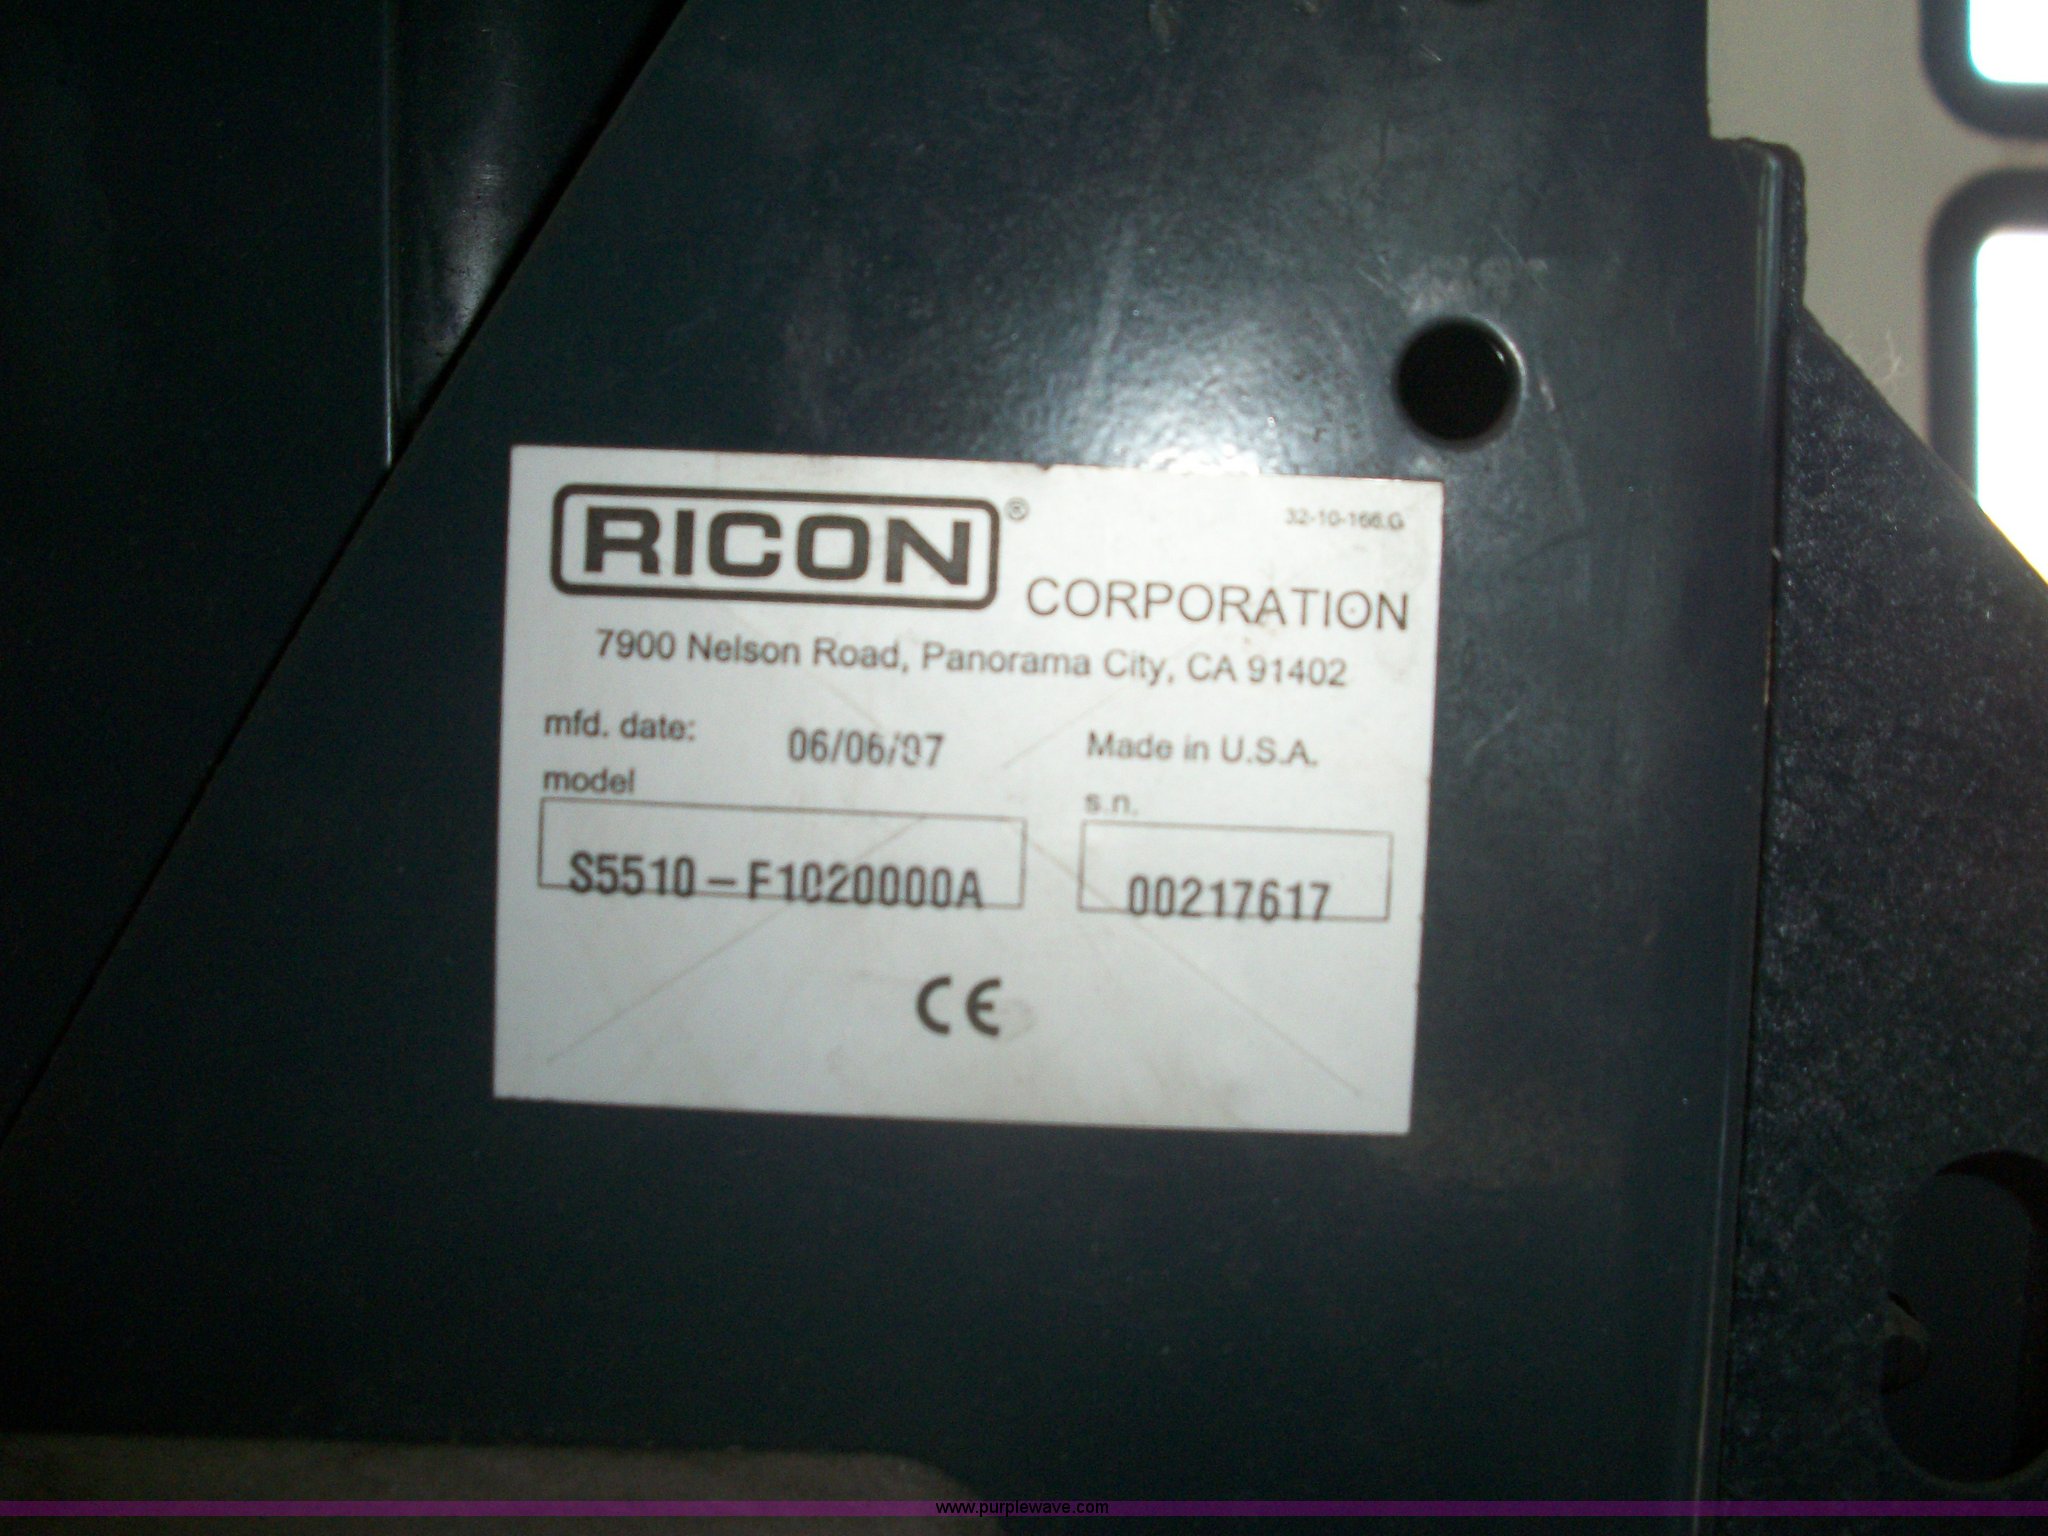 RICON®
32-10-166.G
CORPORATION
7900 Nelson Road, Panorama City, CA 91402
mfd. date: 06/06/97 Made in U.S.A.
model s.n.
S5510-F1020000A 00217617
CE
www.purplewave.com